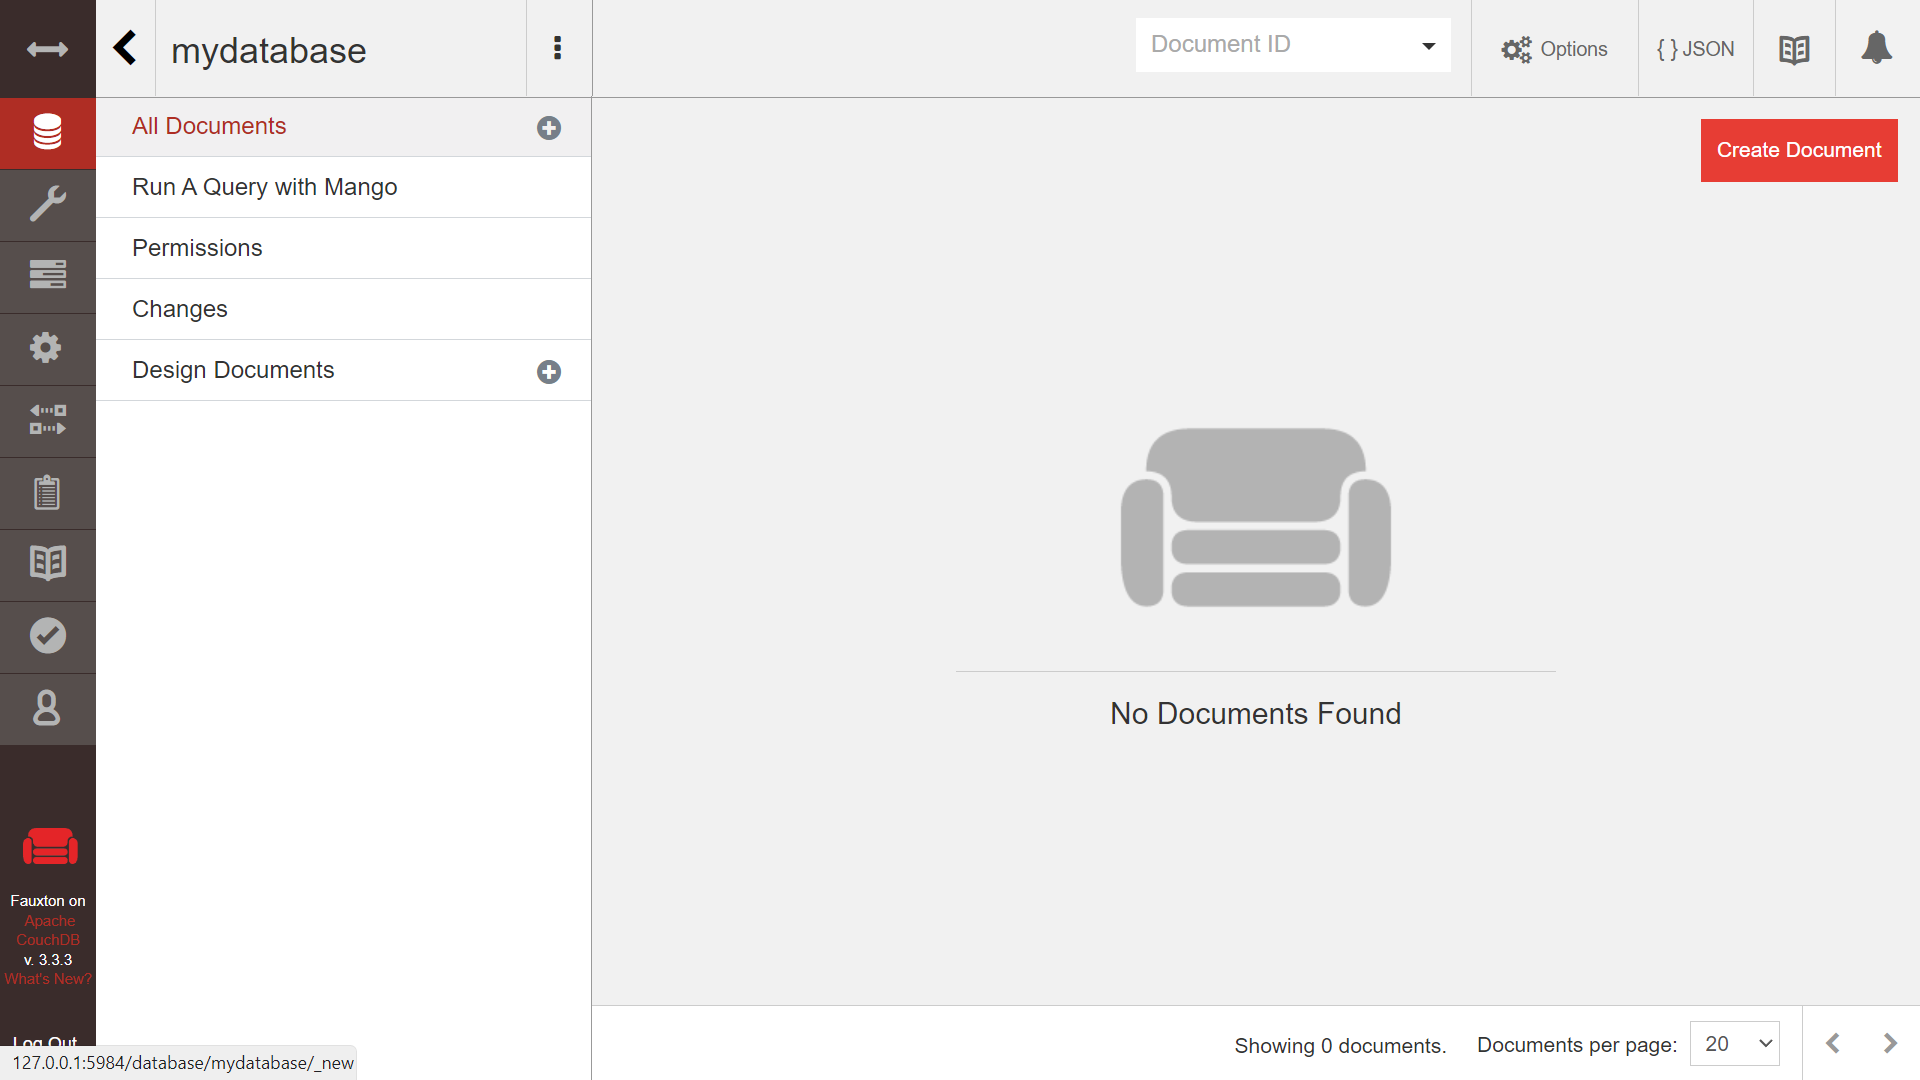 mydatabase
Document ID
Options
{ } JSON
All Documents
Run A Query with Mango
Permissions
Changes
Design Documents
Create Document
No Documents Found
Fauxton on
Apache
CouchDB
v. 3.3.3
What's New?
Log Out
127.0.0.1:5984/database/mydatabase/_new
Showing 0 documents.
Documents per page:
20